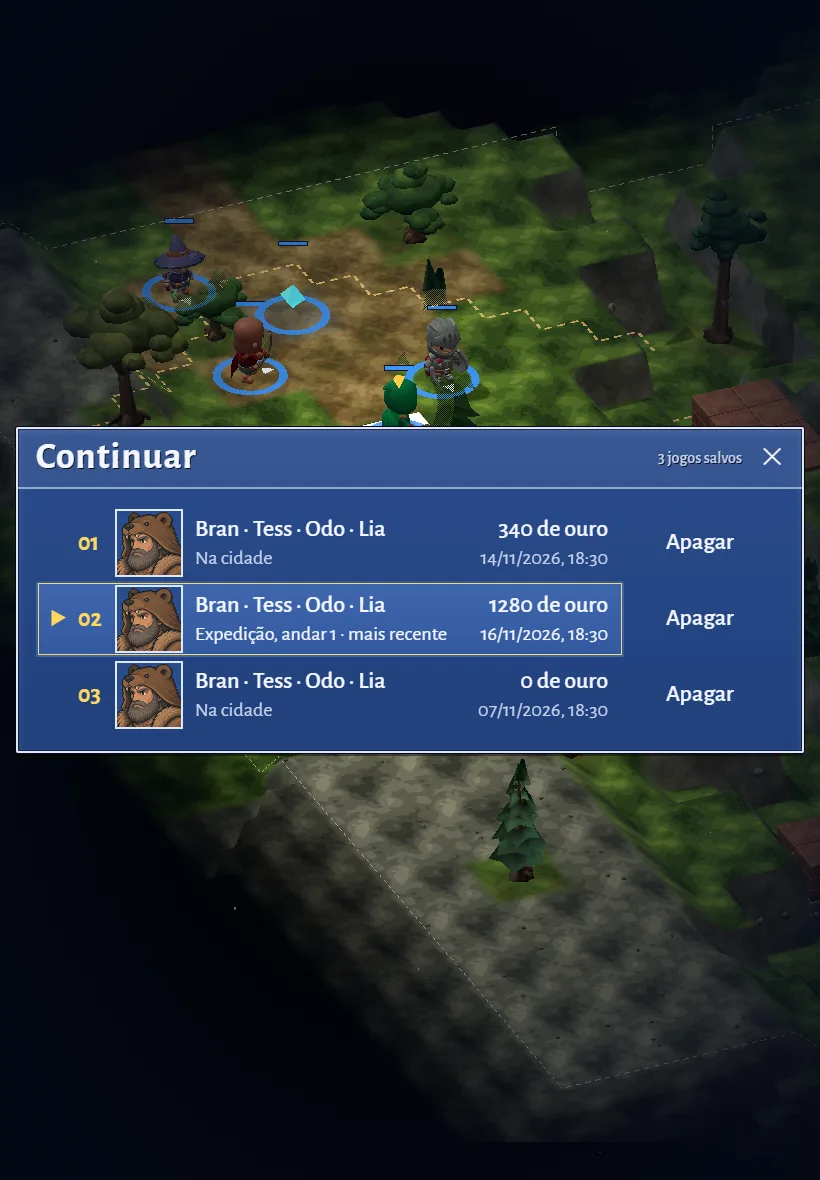 Continuar
3 jogos salvos
01
Bran · Tess · Odo · Lia
340 de ouro
Na cidade
14/11/2026, 18:30
Apagar
02
Bran · Tess · Odo · Lia
1280 de ouro
Expedição, andar 1 · mais recente
16/11/2026, 18:30
Apagar
03
Bran · Tess · Odo · Lia
0 de ouro
Na cidade
07/11/2026, 18:30
Apagar